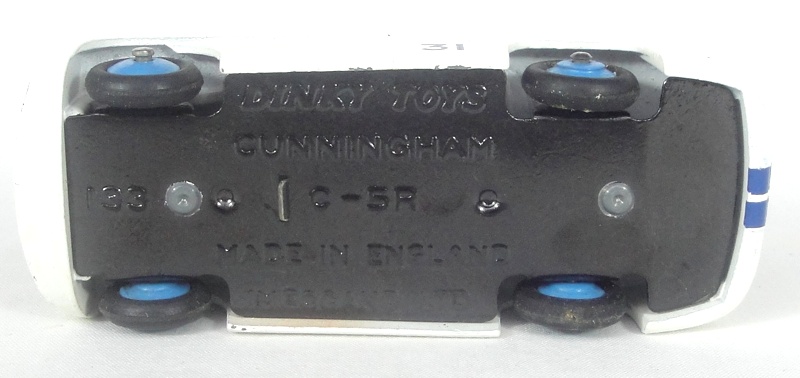 DINKY TOYS
CUNNINGHAM
133 C-5R
MADE IN ENGLAND
MECCANO LTD